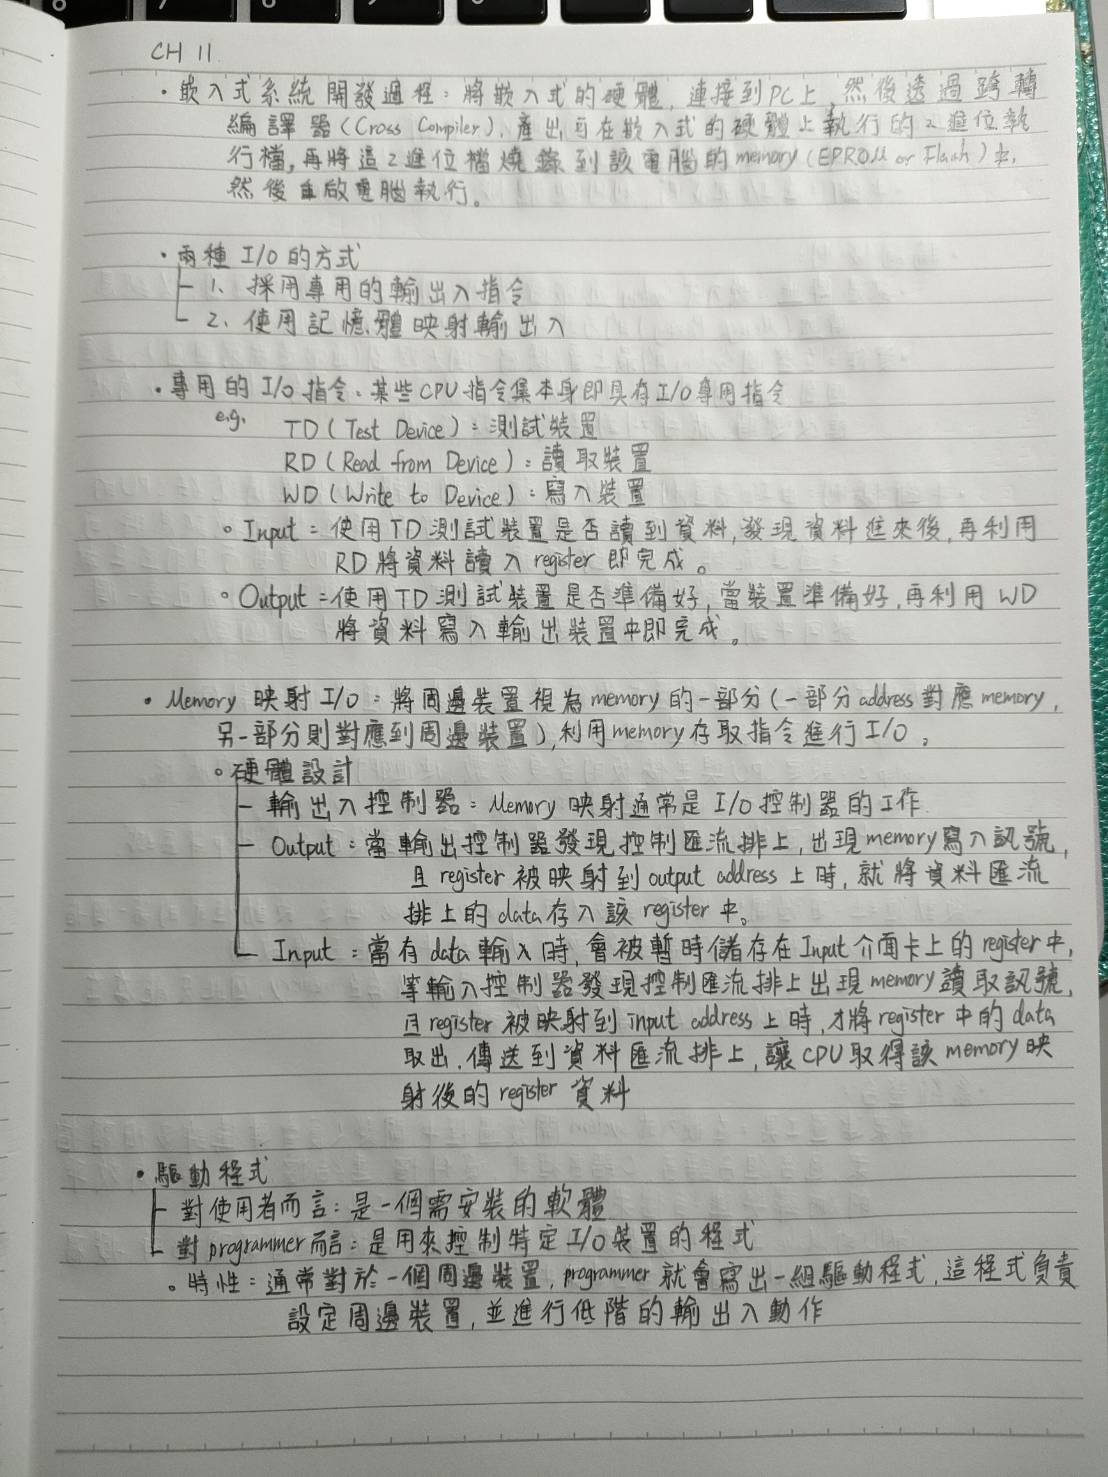 CH 11
・嵌入式系統開發過程：將嵌入式的硬體，連接到PC上，然後透過跨轉
編譯器(Cross Compiler)，產出可在嵌入式的硬體上執行的2進位執
行檔，再將這2進位檔燒錄到該電腦的memory(EPROM or Flash)中，
然後重啟電腦執行。
・兩種 I/O 的方式
1、採用專用的輸出入指令
2、使用記憶體映射輸出入
・專用的 I/O 指令：某些CPU指令集本身即具有I/O專用指令
e.g. TD(Test Device)：測試裝置
RD(Read from Device)：讀取裝置
WD(Write to Device)：寫入裝置
。Input：使用TD測試裝置是否讀到資料，發現資料進來後，再利用
RD將資料讀入register即完成。
。Output：使用TD測試裝置是否準備好，當裝置準備好，再利用WD
將資料寫入輸出裝置中即完成。
・Memory 映射 I/O：將周邊裝置視為memory的一部分(一部分address對應memory，
另一部分則對應到周邊裝置)，利用memory存取指令進行I/O。
。硬體設計
輸出入控制器：Memory 映射通常是 I/O 控制器的工作.
Output：當輸出控制器發現控制匯流排上，出現memory寫入訊號，
且register被映射到output address上時，就將資料匯流
排上的data存入該register中。
Input：當有data輸入時，會被暫時儲存在Input介面卡上的register中，
等輸入控制器發現控制匯流排上出現memory讀取訊號，
且register被映射到input address上時，才將register中的data
取出，傳送到資料匯流排上，讓CPU取得該memory映
射後的register資料
・驅動程式
對使用者而言：是一個需安裝的軟體
對programmer而言：是用來控制特定I/O裝置的程式
。特性：通常對於一個周邊裝置，programmer就會寫出一組驅動程式，這程式負責
設定周邊裝置，並進行低階的輸出入動作